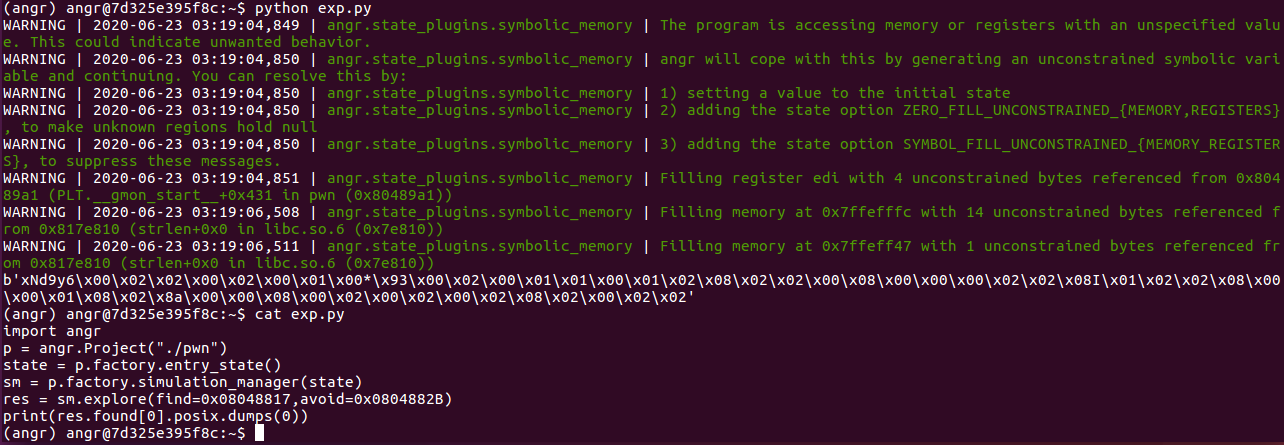 (angr) angr@7d325e395f8c:~$ python exp.py
WARNING | 2020-06-23 03:19:04,849 | angr.state_plugins.symbolic_memory | The program is accessing memory or registers with an unspecified valu
e. This could indicate unwanted behavior.
WARNING | 2020-06-23 03:19:04,850 | angr.state_plugins.symbolic_memory | angr will cope with this by generating an unconstrained symbolic vari
able and continuing. You can resolve this by:
WARNING | 2020-06-23 03:19:04,850 | angr.state_plugins.symbolic_memory | 1) setting a value to the initial state
WARNING | 2020-06-23 03:19:04,850 | angr.state_plugins.symbolic_memory | 2) adding the state option ZERO_FILL_UNCONSTRAINED_{MEMORY,REGISTERS}
, to make unknown regions hold null
WARNING | 2020-06-23 03:19:04,850 | angr.state_plugins.symbolic_memory | 3) adding the state option SYMBOL_FILL_UNCONSTRAINED_{MEMORY_REGISTER
S}, to suppress these messages.
WARNING | 2020-06-23 03:19:04,851 | angr.state_plugins.symbolic_memory | Filling register edi with 4 unconstrained bytes referenced from 0x804
89a1 (PLT.__gmon_start__+0x431 in pwn (0x80489a1))
WARNING | 2020-06-23 03:19:06,508 | angr.state_plugins.symbolic_memory | Filling memory at 0x7ffefffc with 14 unconstrained bytes referenced f
rom 0x817e810 (strlen+0x0 in libc.so.6 (0x7e810))
WARNING | 2020-06-23 03:19:06,511 | angr.state_plugins.symbolic_memory | Filling memory at 0x7ffeff47 with 1 unconstrained bytes referenced fr
om 0x817e810 (strlen+0x0 in libc.so.6 (0x7e810))
b'xNd9y6\x00\x02\x02\x00\x02\x00\x01\x00*\x93\x00\x02\x00\x01\x01\x00\x01\x02\x08\x02\x02\x00\x08\x00\x00\x00\x02\x02\x08I\x01\x02\x02\x08\x00
\x00\x01\x08\x02\x8a\x00\x00\x08\x00\x02\x00\x02\x00\x02\x08\x02\x00\x02\x02'
(angr) angr@7d325e395f8c:~$ cat exp.py
import angr
p = angr.Project("./pwn")
state = p.factory.entry_state()
sm = p.factory.simulation_manager(state)
res = sm.explore(find=0x08048817,avoid=0x0804882B)
print(res.found[0].posix.dumps(0))
(angr) angr@7d325e395f8c:~$